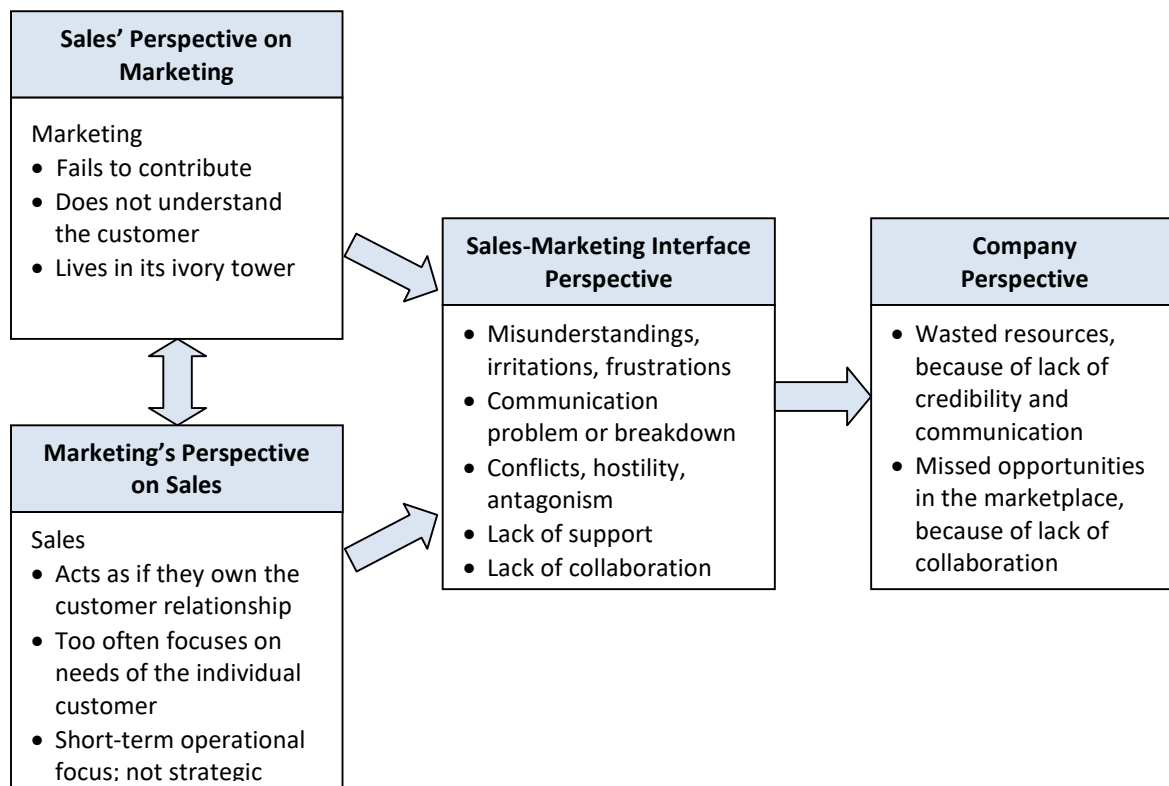 Sales’ Perspective on
Marketing
Marketing
• Fails to contribute
• Does not understand
the customer
• Lives in its ivory tower
Marketing’s Perspective
on Sales
Sales
• Acts as if they own the
customer relationship
• Too often focuses on
needs of the individual
customer
• Short-term operational
focus; not strategic
Sales-Marketing Interface
Perspective
• Misunderstandings,
irritations, frustrations
• Communication
problem or breakdown
• Conflicts, hostility,
antagonism
• Lack of support
• Lack of collaboration
Company
Perspective
• Wasted resources,
because of lack of
credibility and
communication
• Missed opportunities
in the marketplace,
because of lack of
collaboration